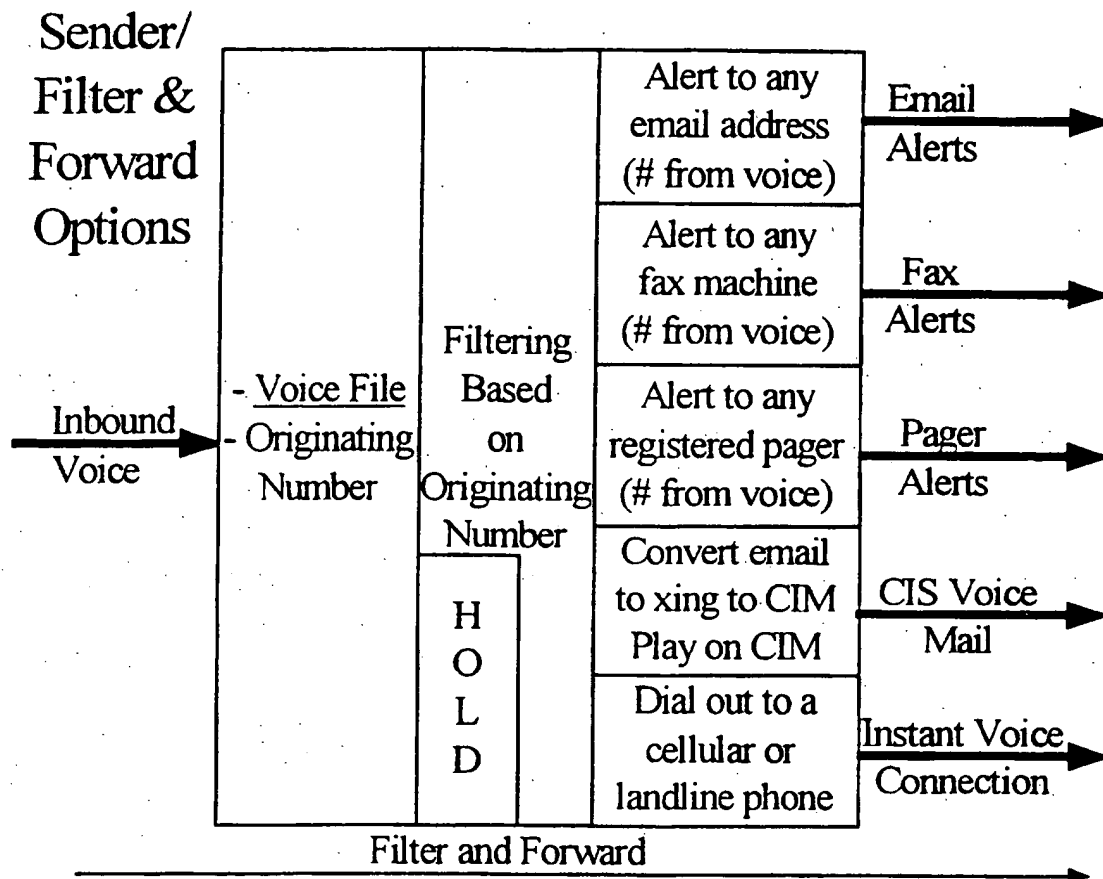 Sender/
Filter &
Forward
Options
Inbound
Voice
- Voice File
- Originating
Number
Filtering
Based
on
Originating
Number
H
O
L
D
Alert to any
email address
(# from voice)
Alert to any
fax machine
(# from voice)
Alert to any
registered pager
(# from voice)
Convert email
to xing to CIM
Play on CIM
Dial out to a
cellular or
landline phone
Email
Alerts
Fax
Alerts
Pager
Alerts
CIS Voice
Mail
Instant Voice
Connection
Filter and Forward